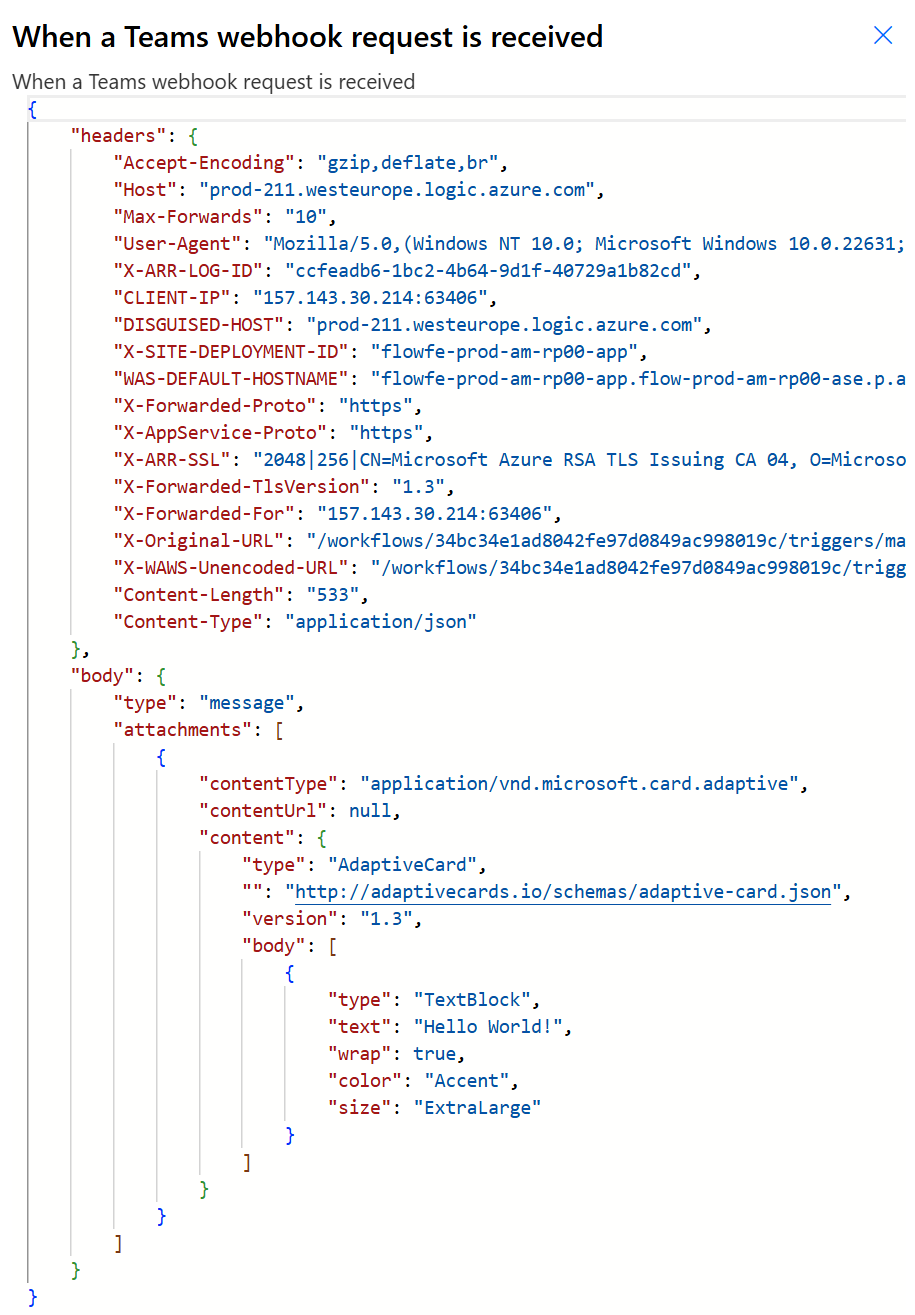 When a Teams webhook request is received
When a Teams webhook request is received
{
"headers": {
"Accept-Encoding": "gzip,deflate,br",
"Host": "prod-211.westeurope.logic.azure.com",
"Max-Forwards": "10",
"User-Agent": "Mozilla/5.0,(Windows NT 10.0; Microsoft Windows 10.0.22631;
"X-ARR-LOG-ID": "ccfeadb6-1bc2-4b64-9d1f-40729a1b82cd",
"CLIENT-IP": "157.143.30.214:63406",
"DISGUISED-HOST": "prod-211.westeurope.logic.azure.com",
"X-SITE-DEPLOYMENT-ID": "flowfe-prod-am-rp00-app",
"WAS-DEFAULT-HOSTNAME": "flowfe-prod-am-rp00-app.flow-prod-am-rp00-ase.p.a
"X-Forwarded-Proto": "https",
"X-AppService-Proto": "https",
"X-ARR-SSL": "2048|256|CN=Microsoft Azure RSA TLS Issuing CA 04, O=Microso
"X-Forwarded-TlsVersion": "1.3",
"X-Forwarded-For": "157.143.30.214:63406",
"X-Original-URL": "/workflows/34bc34e1ad8042fe97d0849ac998019c/triggers/ma
"X-WAWS-Unencoded-URL": "/workflows/34bc34e1ad8042fe97d0849ac998019c/trigg
"Content-Length": "533",
"Content-Type": "application/json"
},
"body": {
"type": "message",
"attachments": [
{
"contentType": "application/vnd.microsoft.card.adaptive",
"contentUrl": null,
"content": {
"type": "AdaptiveCard",
"": "http://adaptivecards.io/schemas/adaptive-card.json",
"version": "1.3",
"body": [
{
"type": "TextBlock",
"text": "Hello World!",
"wrap": true,
"color": "Accent",
"size": "ExtraLarge"
}
]
}
}
]
}
}